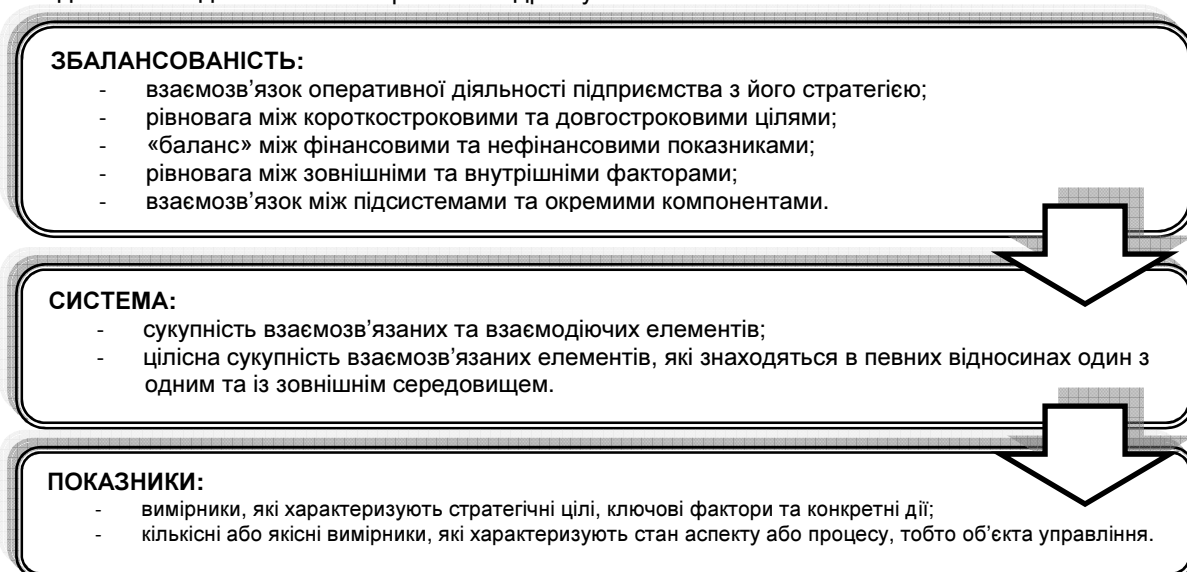 ЗБАЛАНСОВАНІСТЬ:
- взаємозв’язок оперативної діяльності підприємства з його стратегією;
- рівновага між короткостроковими та довгостроковими цілями;
- «баланс» між фінансовими та нефінансовими показниками;
- рівновага між зовнішніми та внутрішніми факторами;
- взаємозв’язок між підсистемами та окремими компонентами.
СИСТЕМА:
- сукупність взаємозв’язаних та взаємодіючих елементів;
- цілісна сукупність взаємозв’язаних елементів, які знаходяться в певних відносинах один з
одним та із зовнішнім середовищем.
ПОКАЗНИКИ:
- вимірники, які характеризують стратегічні цілі, ключові фактори та конкретні дії;
- кількісні або якісні вимірники, які характеризують стан аспекту або процесу, тобто об’єкта управління.